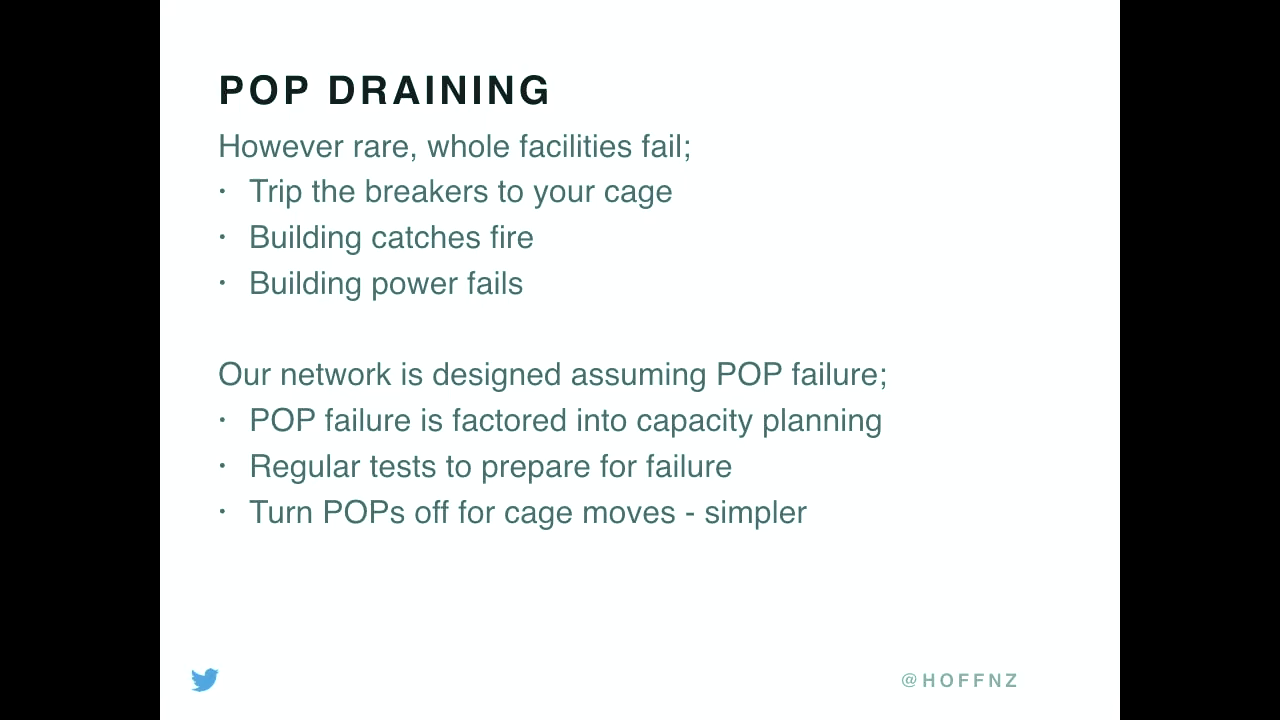 POP DRAINING
However rare, whole facilities fail;
• Trip the breakers to your cage
• Building catches fire
• Building power fails
Our network is designed assuming POP failure;
• POP failure is factored into capacity planning
• Regular tests to prepare for failure
• Turn POPs off for cage moves - simpler
@HOFFNZ